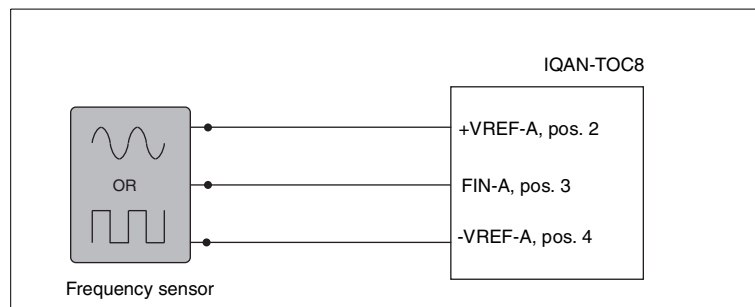 IQAN-TOC8
+VREF-A, pos. 2
OR
FIN-A, pos. 3
-VREF-A, pos. 4
Frequency sensor